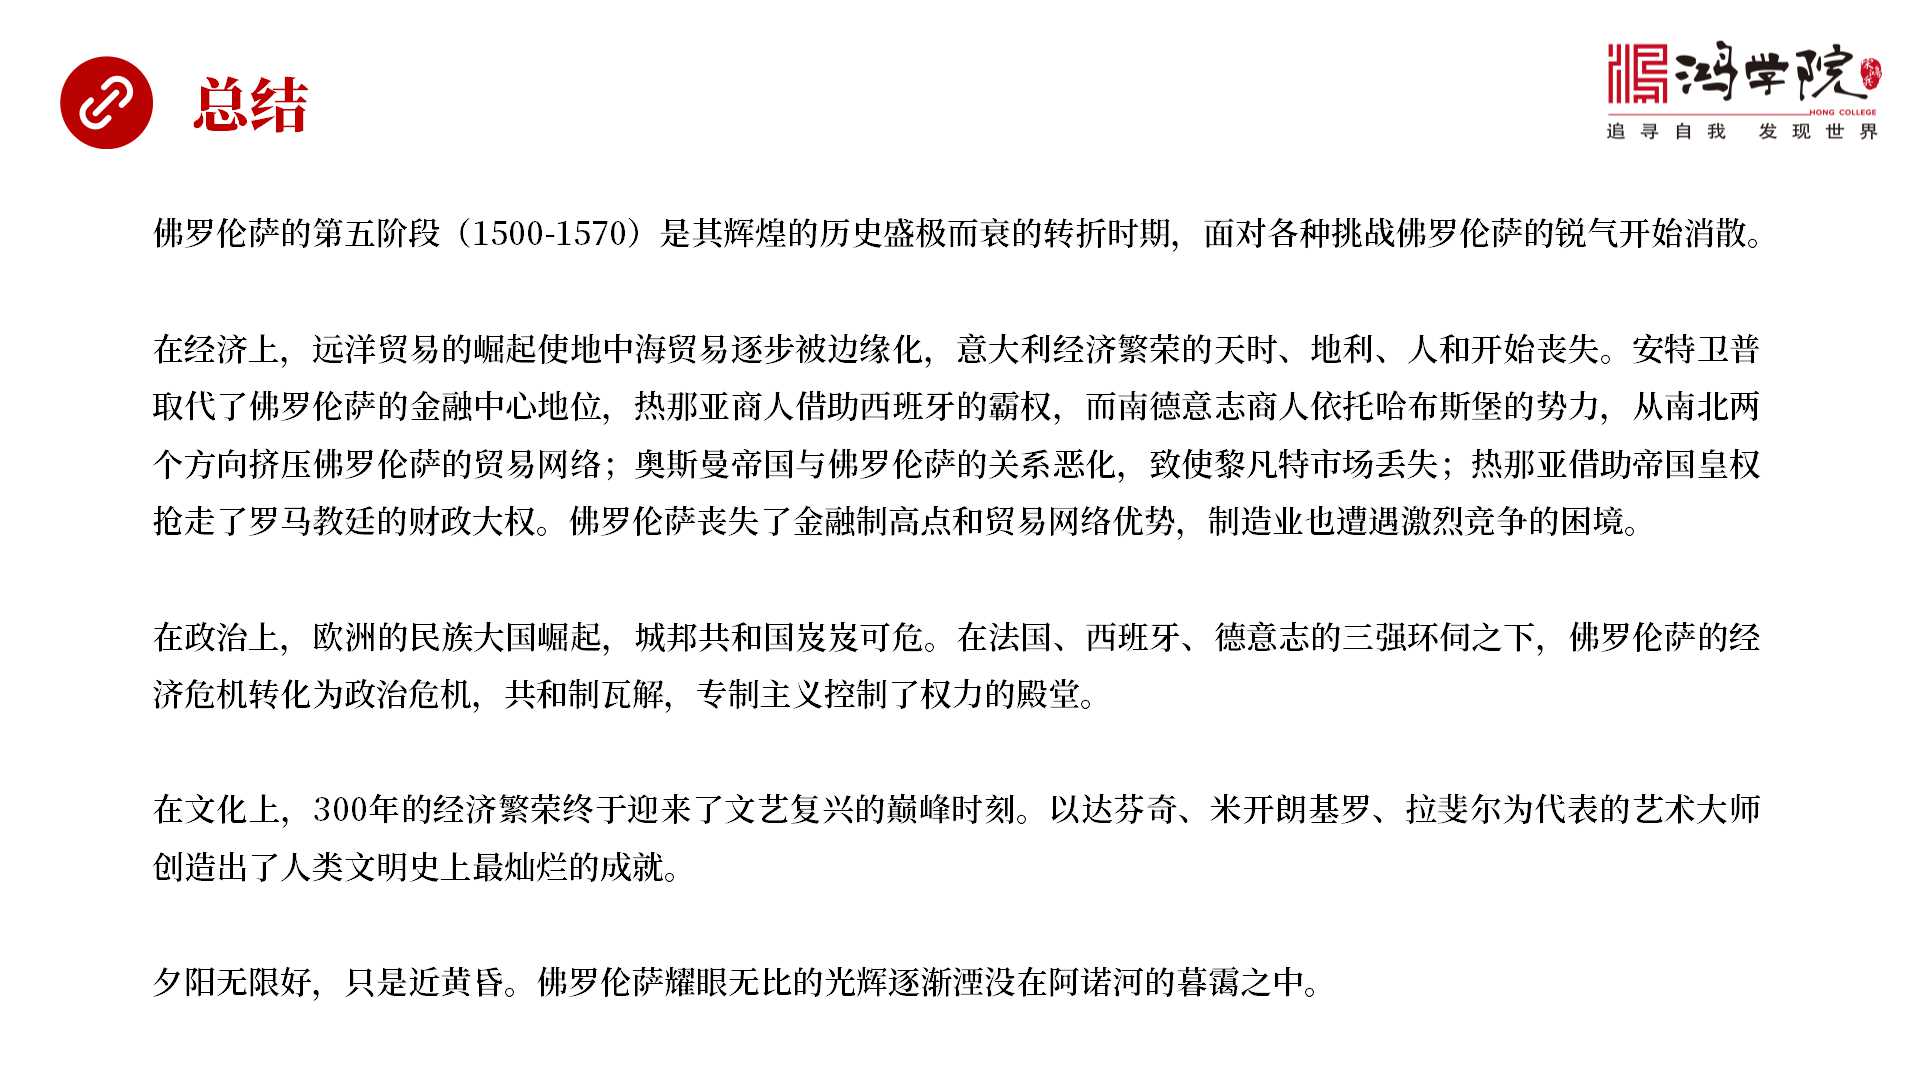 总结
鸿学院
宋鸿兵
HONG COLLEGE
追寻自我 发现世界
佛罗伦萨的第五阶段（1500-1570）是其辉煌的历史盛极而衰的转折时期，面对各种挑战佛罗伦萨的锐气开始消散。
在经济上，远洋贸易的崛起使地中海贸易逐步被边缘化，意大利经济繁荣的天时、地利、人和开始丧失。安特卫普
取代了佛罗伦萨的金融中心地位，热那亚商人借助西班牙的霸权，而南德意志商人依托哈布斯堡的势力，从南北两
个方向挤压佛罗伦萨的贸易网络；奥斯曼帝国与佛罗伦萨的关系恶化，致使黎凡特市场丢失；热那亚借助帝国皇权
抢走了罗马教廷的财政大权。佛罗伦萨丧失了金融制高点和贸易网络优势，制造业也遭遇激烈竞争的困境。
在政治上，欧洲的民族大国崛起，城邦共和国岌岌可危。在法国、西班牙、德意志的三强环伺之下，佛罗伦萨的经
济危机转化为政治危机，共和制瓦解，专制主义控制了权力的殿堂。
在文化上，300年的经济繁荣终于迎来了文艺复兴的巅峰时刻。以达芬奇、米开朗基罗、拉斐尔为代表的艺术大师
创造出了人类文明史上最灿烂的成就。
夕阳无限好，只是近黄昏。佛罗伦萨耀眼无比的光辉逐渐湮没在阿诺河的暮霭之中。